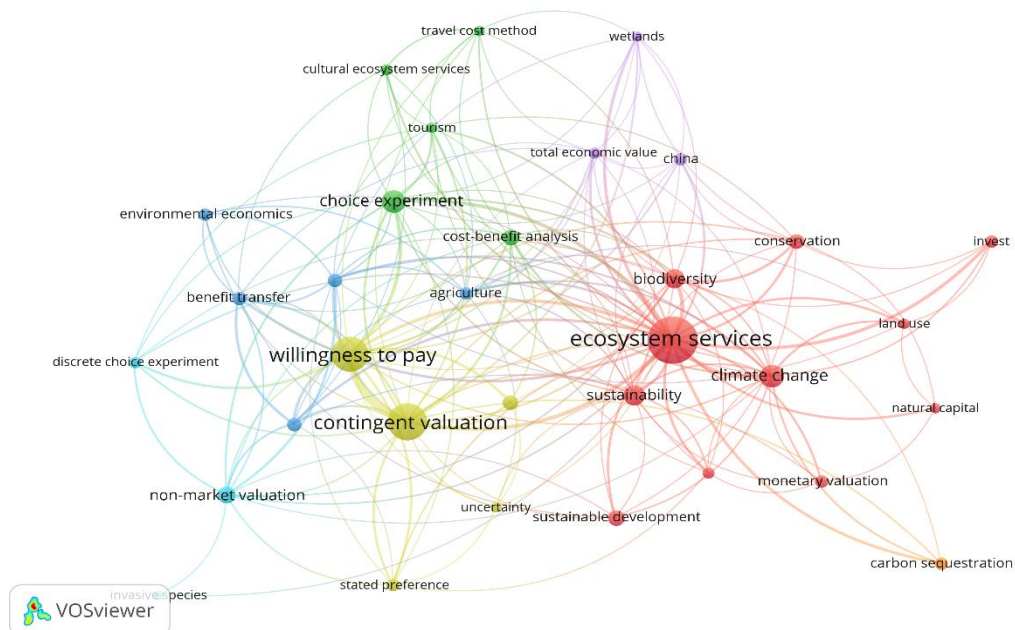 travel cost method
wetlands
cultural ecosystem services
tourism
total economic value
china
choice experiment
environmental economics
cost-benefit analysis
conservation
invest
biodiversity
agriculture
benefit transfer
land use
ecosystem services
willingness to pay
discrete choice experiment
climate change
sustainability
natural capital
contingent valuation
monetary valuation
non-market valuation
uncertainty
sustainable development
carbon sequestration
stated preference
invasive species
VOSviewer